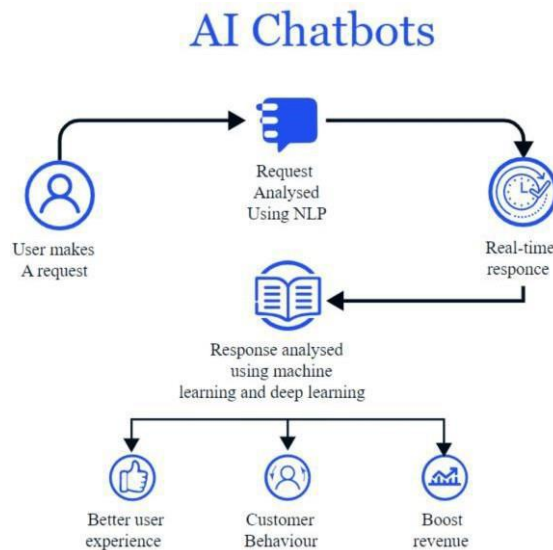 AI Chatbots
Request
Analysed
Using NLP
User makes
A request
Real-time
responce
Response analysed
using machine
learning and deep learning
Better user
experience
Customer
Behaviour
Boost
revenue